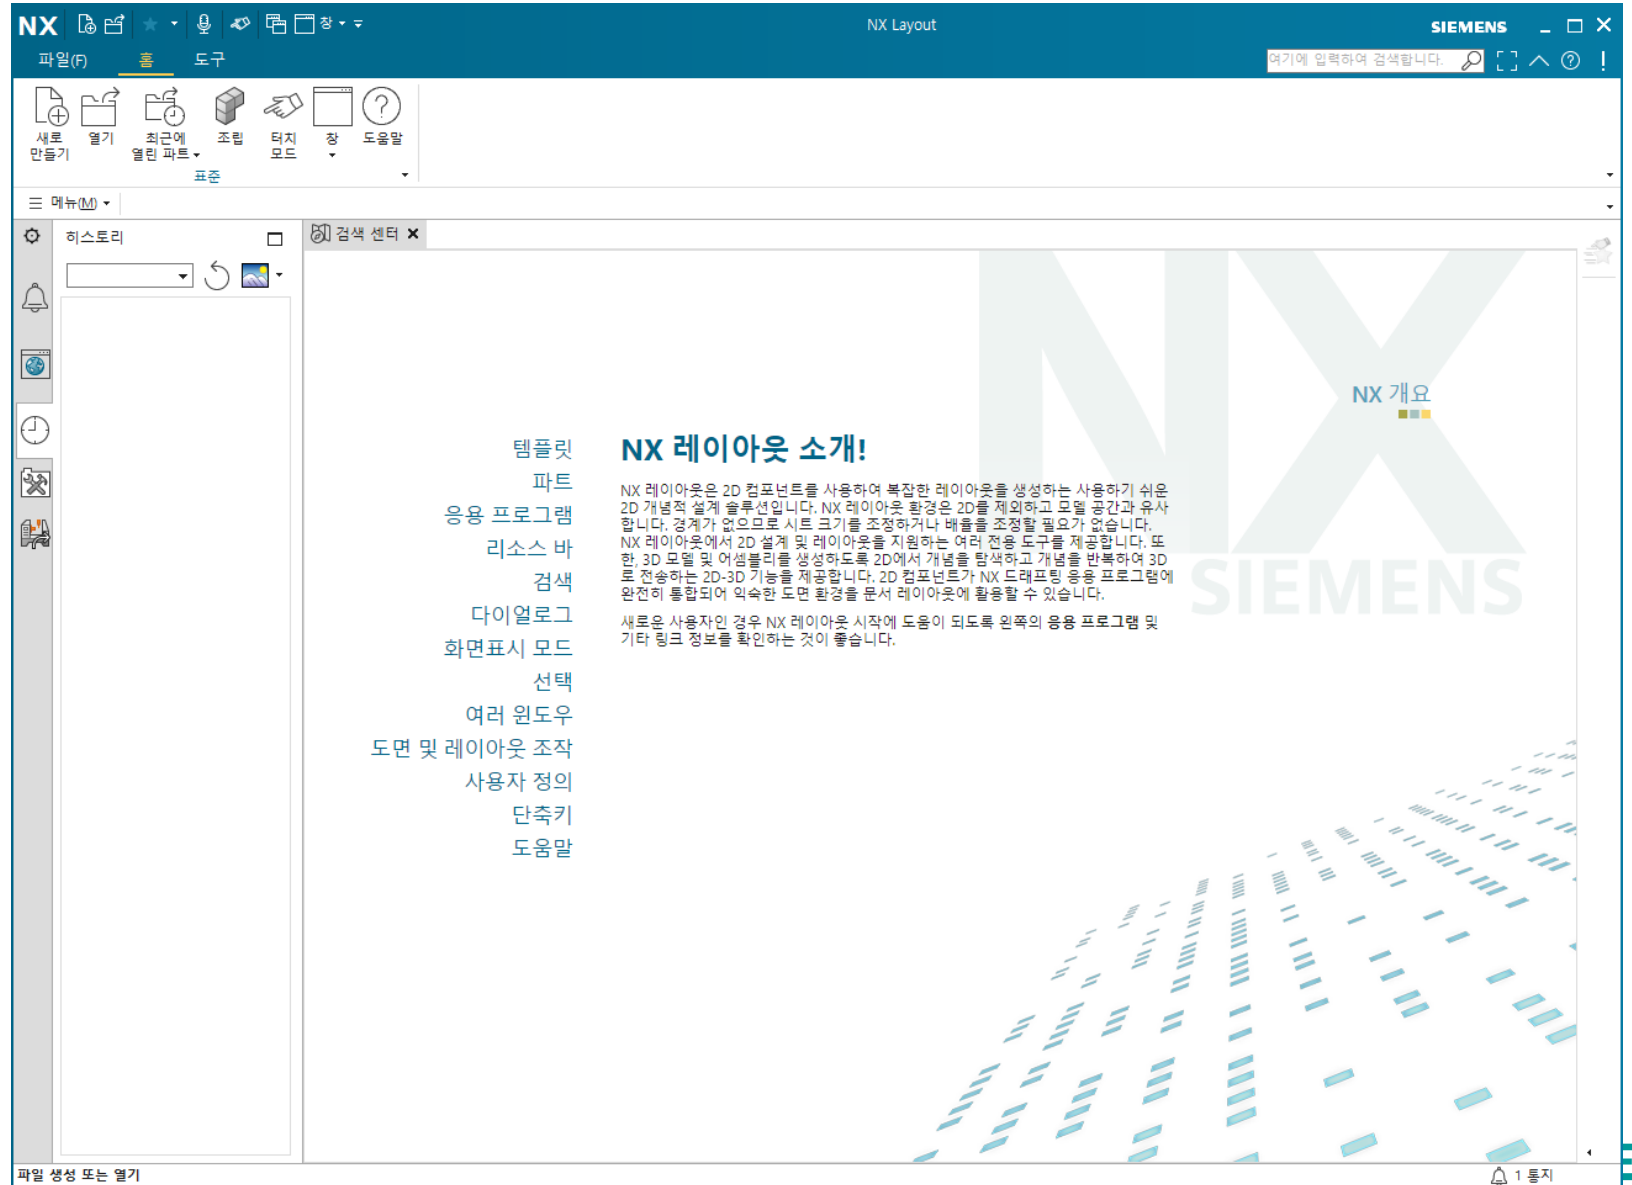 NX
창
NX Layout
SIEMENS
파일(F)
홈
도구
여기에 입력하여 검색합니다.
새로
만들기
열기
최근에
열린 파트
조립
터치
모드
창
도움말
표준
메뉴(M)
히스토리
검색 센터
NX
SIEMENS
NX 개요
템플릿
파트
응용 프로그램
리소스 바
검색
다이얼로그
화면표시 모드
선택
여러 윈도우
도면 및 레이아웃 조작
사용자 정의
단축키
도움말
NX 레이아웃 소개!
NX 레이아웃은 2D 컴포넌트를 사용하여 복잡한 레이아웃을 생성하는 사용하기 쉬운
2D 개념적 설계 솔루션입니다. NX 레이아웃 환경은 2D를 제외하고 모델 공간과 유사
합니다. 경계가 없으므로 시트 크기를 조정하거나 배율을 조정할 필요가 없습니다.
NX 레이아웃에서 2D 설계 및 레이아웃을 지원하는 여러 전용 도구를 제공합니다. 또
한, 3D 모델 및 어셈블리를 생성하도록 2D에서 개념을 탐색하고 개념을 반복하여 3D
로 전송하는 2D-3D 기능을 제공합니다. 2D 컴포넌트가 NX 드래프팅 응용 프로그램에
완전히 통합되어 익숙한 도면 환경을 문서 레이아웃에 활용할 수 있습니다.
새로운 사용자인 경우 NX 레이아웃 시작에 도움이 되도록 왼쪽의 응용 프로그램 및
기타 링크 정보를 확인하는 것이 좋습니다.
파일 생성 또는 열기
1 통지